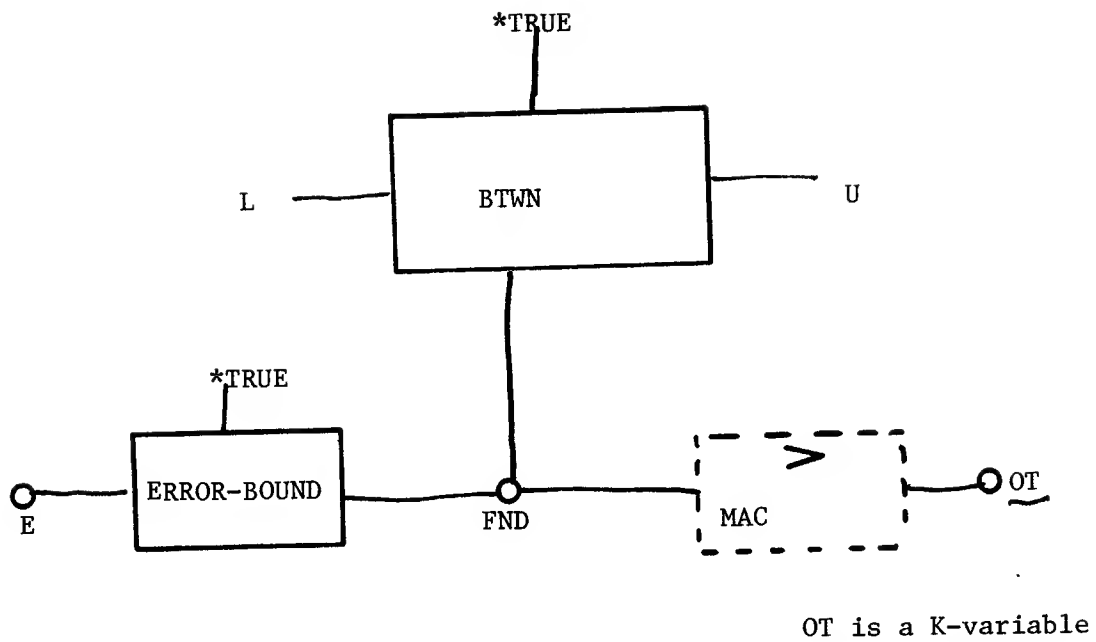 *TRUE
L
BTWN
U
*TRUE
E
ERROR-BOUND
FND
>
MAC
OT
OT is a K-variable